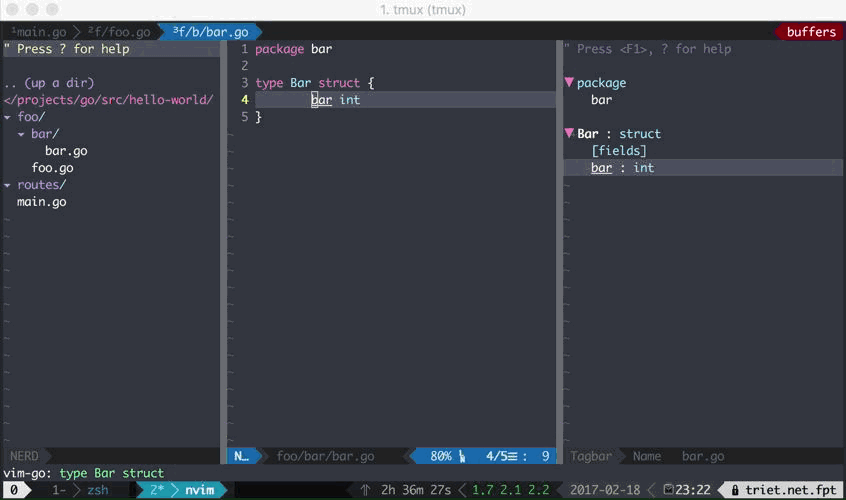 1. tmux (tmux)
¹main.go ²f/foo.go ³f/b/bar.go buffers
" Press ? for help
.. (up a dir)
</projects/go/src/hello-world/
▾ foo/
▾ bar/
bar.go
foo.go
▾ routes/
main.go
~
1 package bar
2
3 type Bar struct {
4 bar int
5 }
~
" Press <F1>, ? for help
▼ package
bar
▼ Bar : struct
[fields]
bar : int
~
NERD
N… foo/bar/bar.go 80% 4/5☰ : 9
Tagbar Name bar.go
vim-go: type Bar struct
0 1- zsh 2* nvim ↑ 2h 36m 27s 1.7 2.1 2.2 2017-02-18 23:22 triet.net.fpt